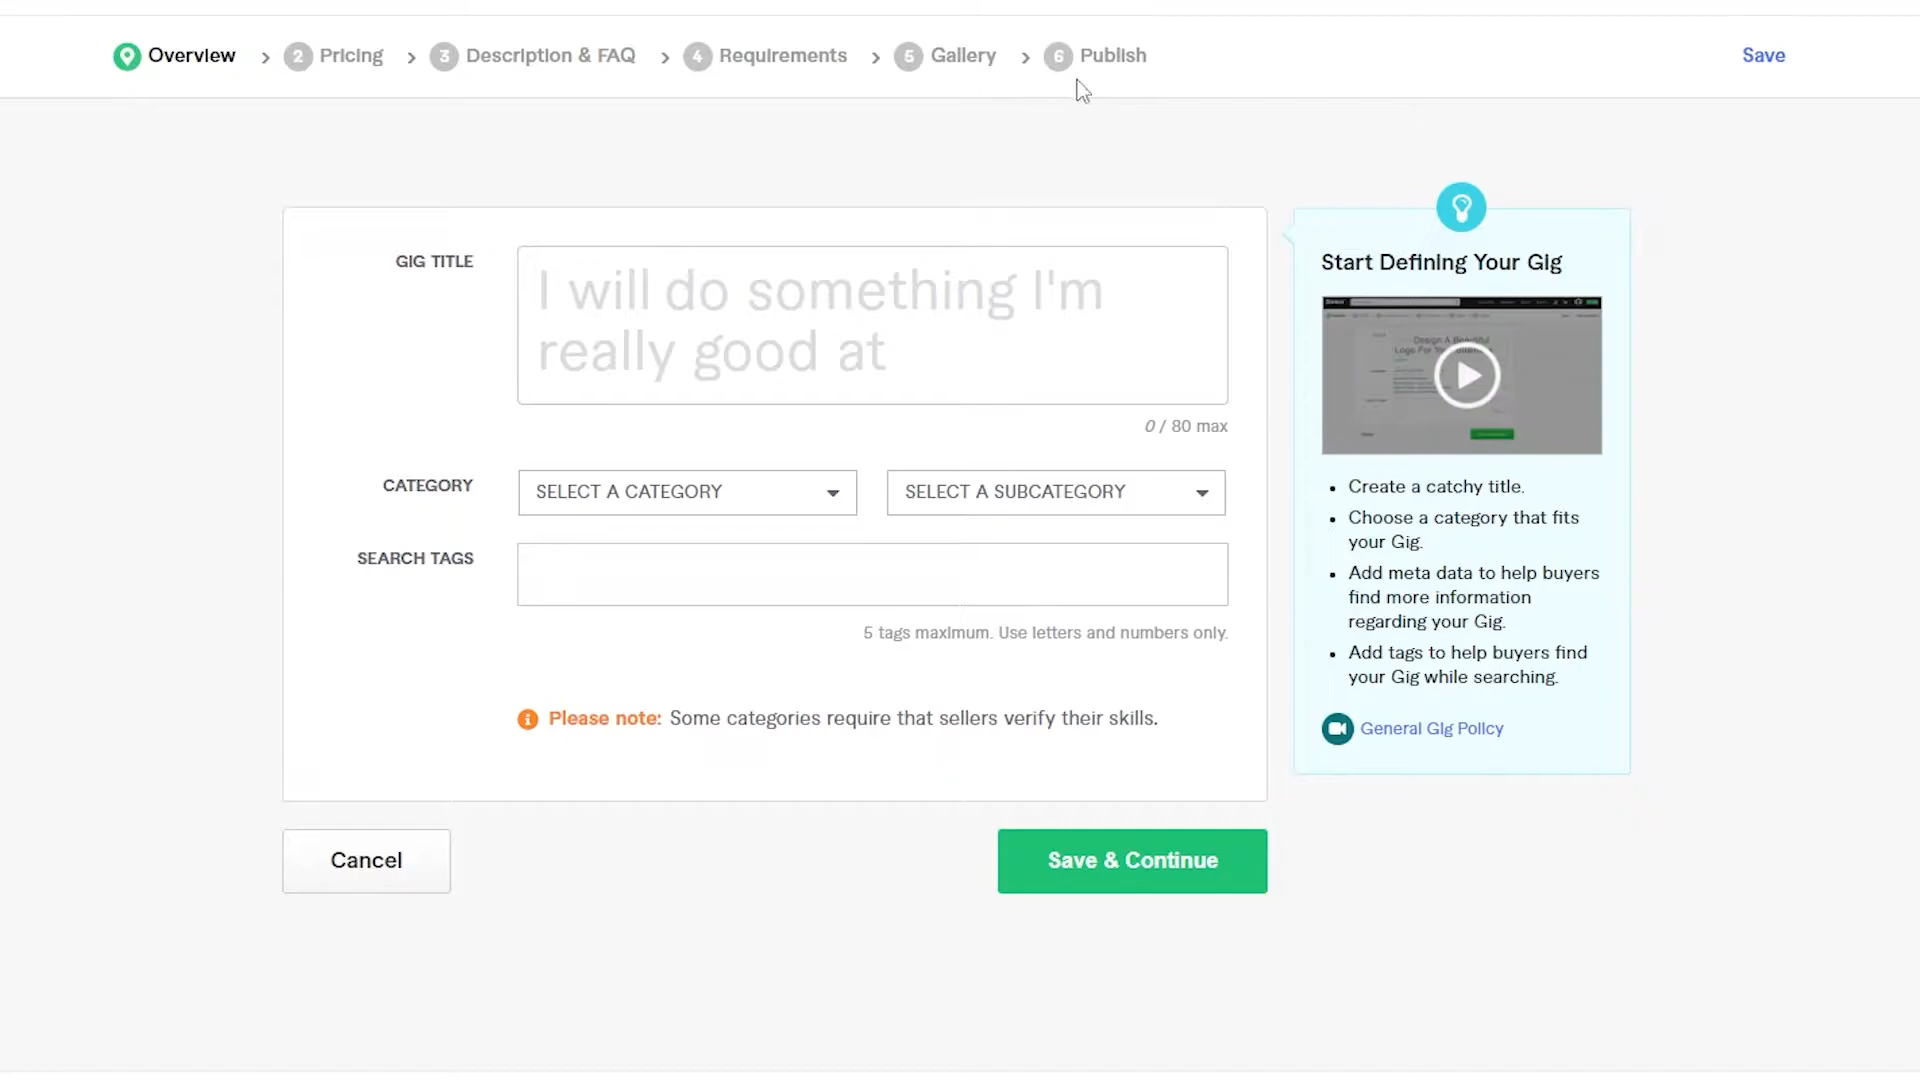 Overview > 2 Pricing > 3 Description & FAQ > 4 Requirements > 5 Gallery > 6 Publish Save
GIG TITLE
I will do something I'm
really good at
0 / 80 max
CATEGORY
SELECT A CATEGORY
SELECT A SUBCATEGORY
SEARCH TAGS
5 tags maximum. Use letters and numbers only.
Please note: Some categories require that sellers verify their skills.
Cancel
Save & Continue
Start Defining Your Gig
Design A Beautiful
• Create a catchy title.
• Choose a category that fits
your Gig.
• Add meta data to help buyers
find more information
regarding your Gig.
• Add tags to help buyers find
your Gig while searching.
General Gig Policy